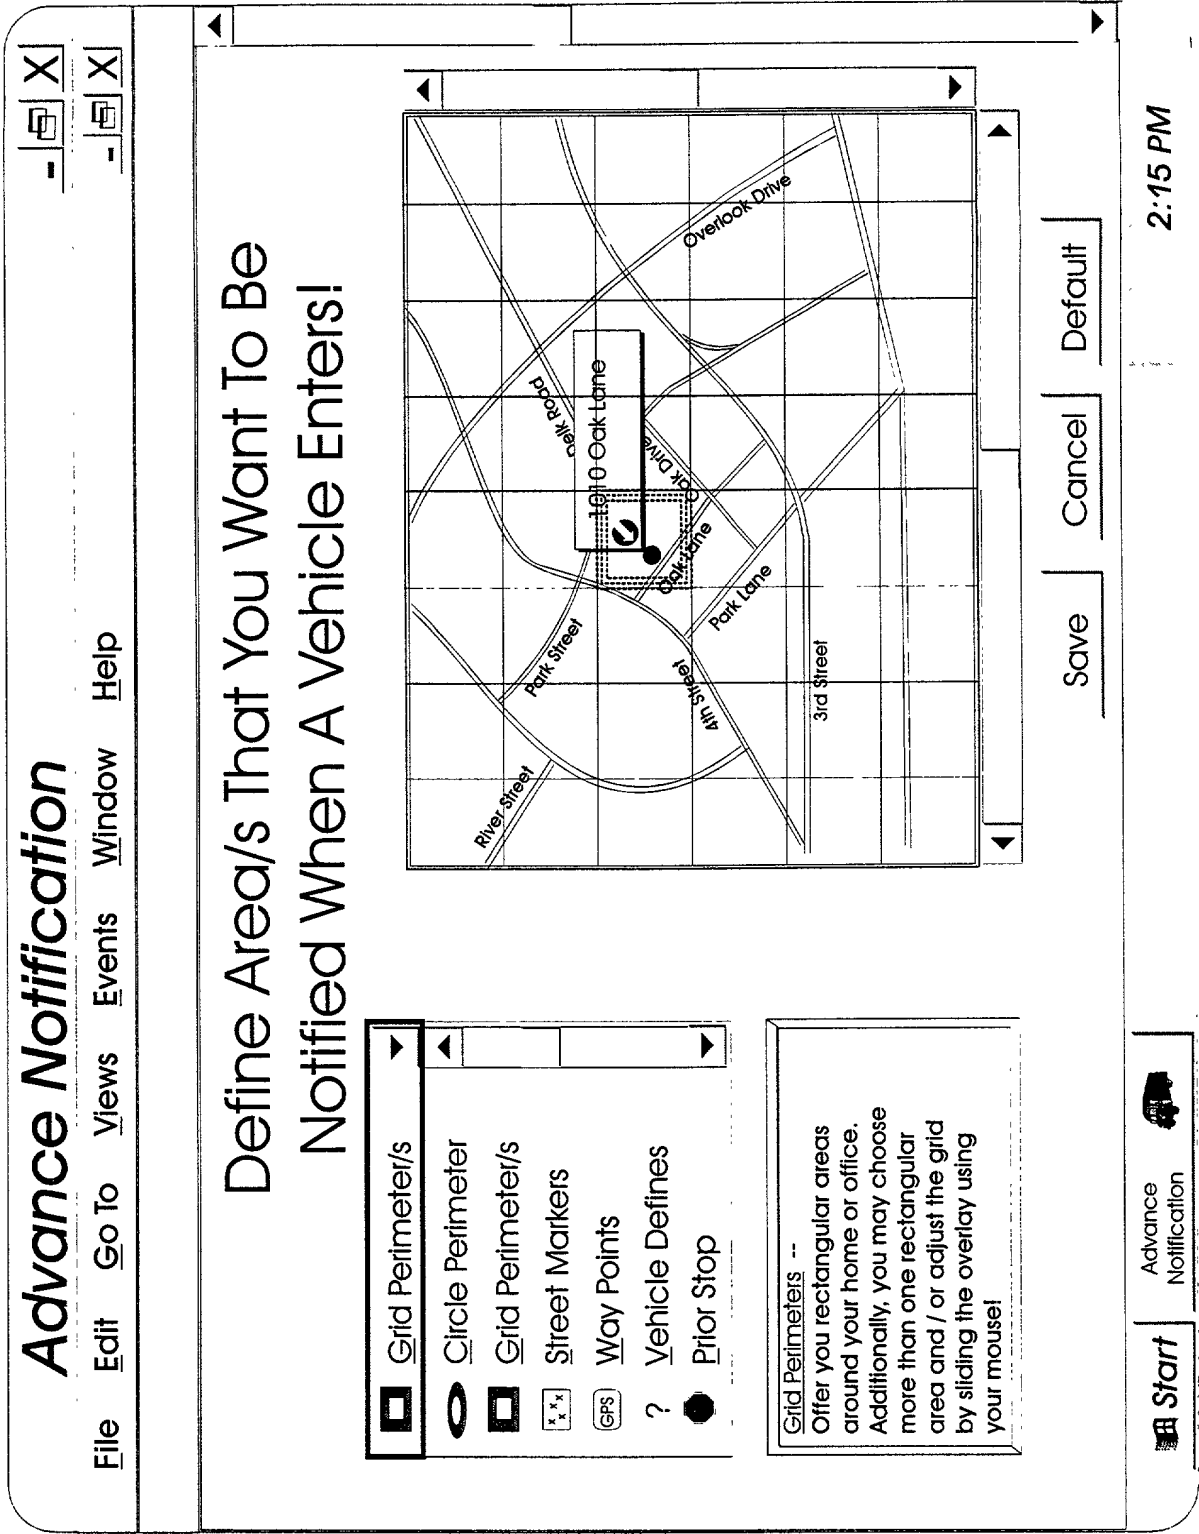 Advance Notification
File Edit Go To Views Events Window Help
Define Area/s That You Want To Be
Notified When A Vehicle Enters!
Grid Perimeter/s
Circle Perimeter
Grid Perimeter/s
Street Markers
GPS Way Points
? Vehicle Defines
Prior Stop
Grid Perimeters --
Offer you rectangular areas
around your home or office.
Additionally, you may choose
more than one rectangular
area and / or adjust the grid
by sliding the overlay using
your mouse!
River Street
Park Street
4th Street
3rd Street
Park Lane
Oak Lane
Oak Drive
1010 Oak Lane
Delk Road
Overlook Drive
Save Cancel Default
Start
Advance
Notification
2:15 PM